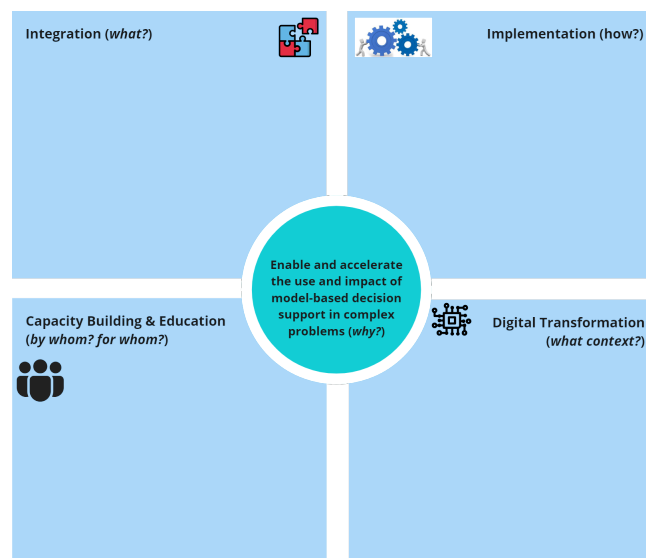 Integration (what?)
Implementation (how?)
Enable and accelerate
the use and impact of
model-based decision
support in complex
problems (why?)
Capacity Building & Education
(by whom? for whom?)
Digital Transformation
(what context?)